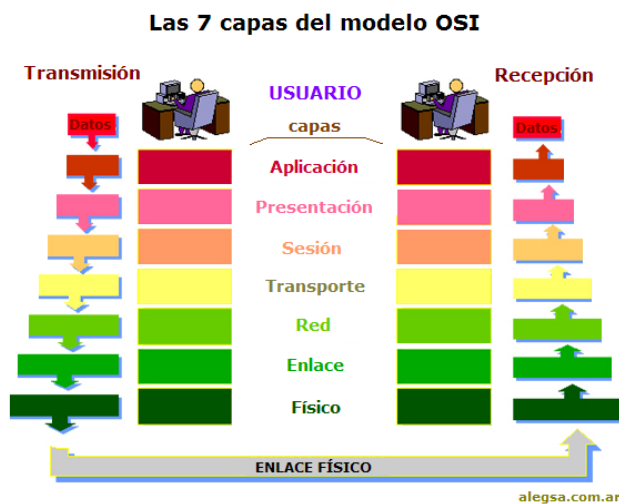 Las 7 capas del modelo OSI
Transmisión
Recepción
USUARIO
Datos
capas
Datos
Aplicación
Presentación
Sesión
Transporte
Red
Enlace
Físico
ENLACE FÍSICO
alegsa.com.ar